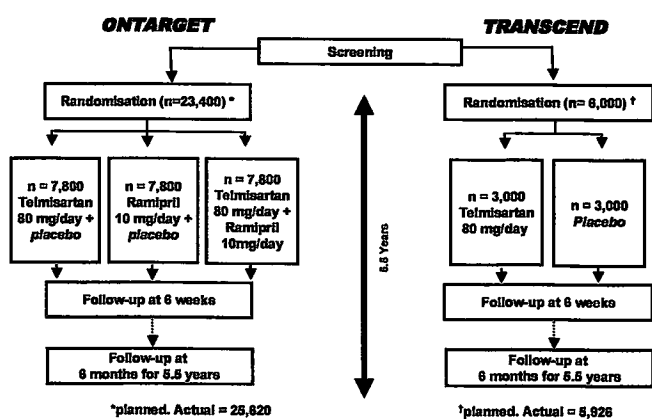 ONTARGET
TRANSCEND
Screening
Randomisation (n=23,400) *
Randomisation (n= 6,000) †
n = 7,800
Telmisartan
80 mg/day +
placebo
n = 7,800
Ramipril
10 mg/day +
placebo
n = 7,800
Telmisartan
80 mg/day +
Ramipril
10mg/day
n = 3,000
Telmisartan
80 mg/day
n = 3,000
Placebo
5.5 Years
Follow-up at 6 weeks
Follow-up at 6 weeks
Follow-up at
6 months for 5.5 years
Follow-up at
6 months for 5.5 years
*planned. Actual = 25,620
†planned. Actual = 5,926